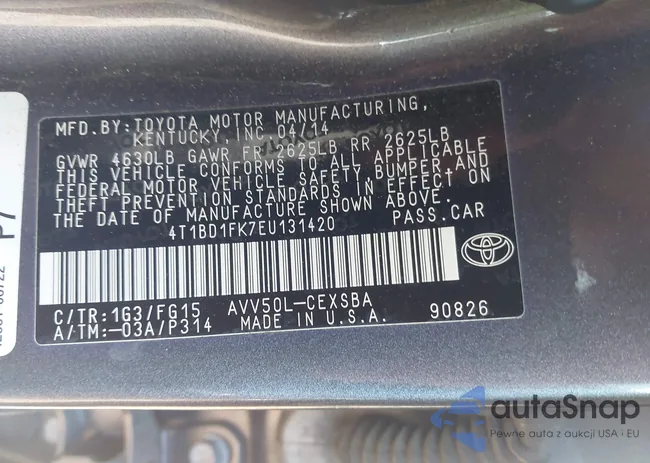 MFD.BY:TOYOTA MOTOR MANUFACTURING,
KENTUCKY, INC. 04/14
GVWR 4630LB GAWR FR 2625LB RR 2625LB
THIS VEHICLE CONFORMS TO ALL APPLICABLE
FEDERAL MOTOR VEHICLE SAFETY, BUMPER,AND
THEFT PREVENTION STANDARDS IN EFFECT ON
THE DATE OF MANUFACTURE SHOWN ABOVE.
4T1BD1FK7EU131420 PASS.CAR
C/TR:1G3/FG15 AVV50L-CEXSBA
A/TM:-03A/P314 MADE IN U.S.A. 90826
P7
autoSnap
Pewne auta z aukcji USA i EU